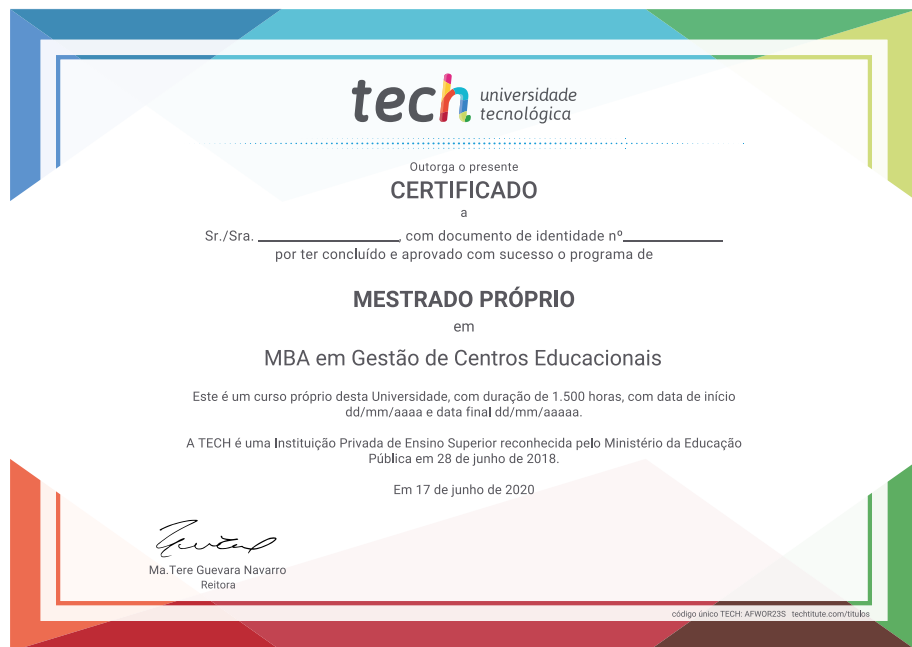 tech universidade
tecnológica
Outorga o presente
CERTIFICADO
a
Sr./Sra. _________________, com documento de identidade nº____________
por ter concluído e aprovado com sucesso o programa de
MESTRADO PRÓPRIO
em
MBA em Gestão de Centros Educacionais
Este é um curso próprio desta Universidade, com duração de 1.500 horas, com data de início
dd/mm/aaaa e data final dd/mm/aaaaa.
A TECH é uma Instituição Privada de Ensino Superior reconhecida pelo Ministério da Educação
Pública em 28 de junho de 2018.
Em 17 de junho de 2020
Ma.Tere Guevara Navarro
Reitora
código único TECH: AFWOR23S techtitute.com/titulos